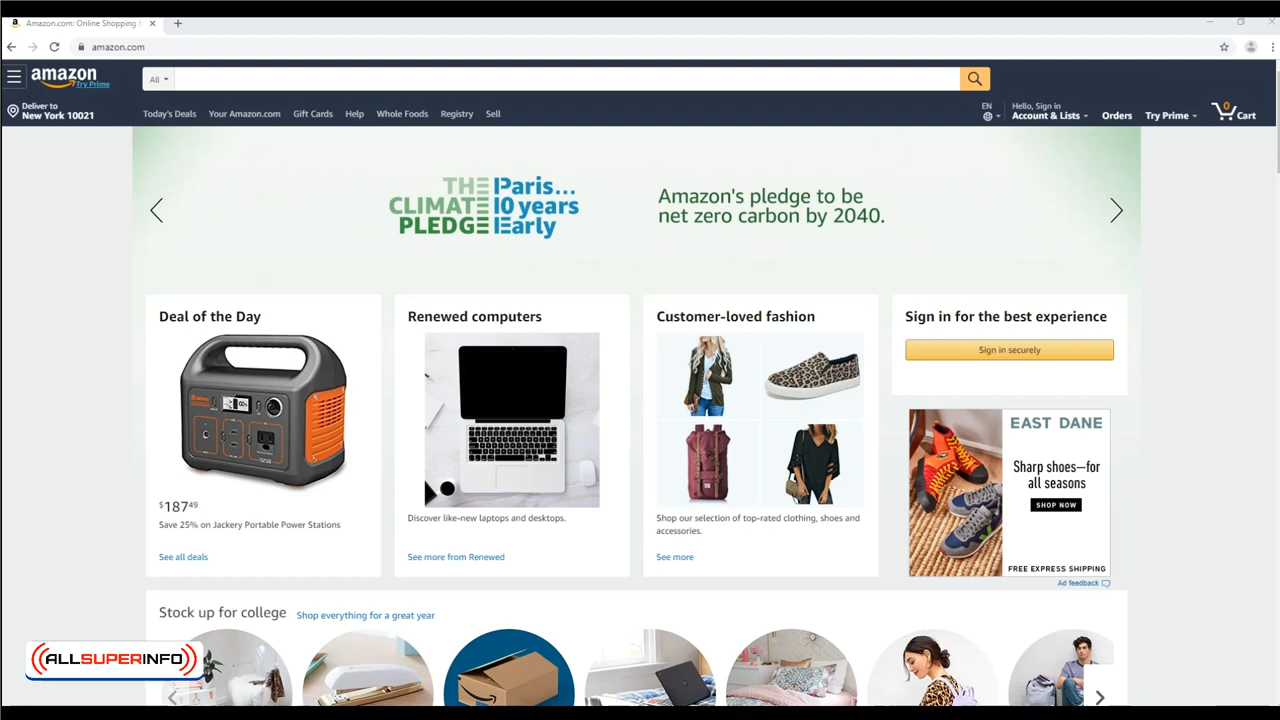 Amazon.com: Online Shopping
amazon.com
amazon
Try Prime
All
Deliver to
New York 10021
Today's Deals Your Amazon.com Gift Cards Help Whole Foods Registry Sell
EN
Hello, Sign in
Account & Lists
Orders
Try Prime
0
Cart
THE
CLIMATE
PLEDGE
Paris...
10 years
Early
Amazon's pledge to be
net zero carbon by 2040.
Deal of the Day
$187 49
Save 25% on Jackery Portable Power Stations
See all deals
Renewed computers
Discover like-new laptops and desktops.
See more from Renewed
Customer-loved fashion
Shop our selection of top-rated clothing, shoes and
accessories.
See more
Sign in for the best experience
Sign in securely
EAST DANE
Sharp shoes—for
all seasons
SHOP NOW
FREE EXPRESS SHIPPING
Ad feedback
Stock up for college Shop everything for a great year
ALLSUPERINFO